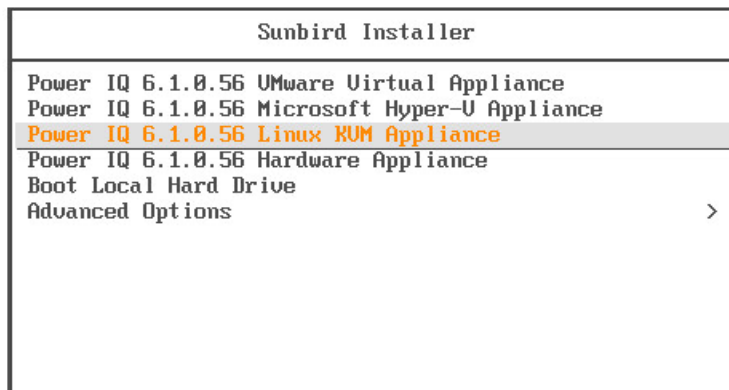 Sunbird Installer
Power IQ 6.1.0.56 VMware Virtual Appliance
Power IQ 6.1.0.56 Microsoft Hyper-V Appliance
Power IQ 6.1.0.56 Linux KVM Appliance
Power IQ 6.1.0.56 Hardware Appliance
Boot Local Hard Drive
Advanced Options >